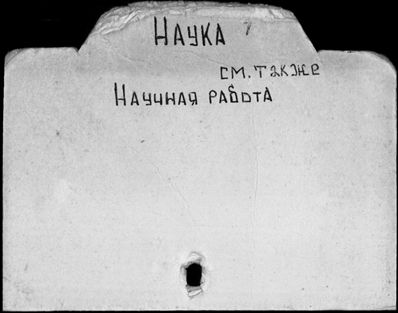 Наука
см. также
Научная работа